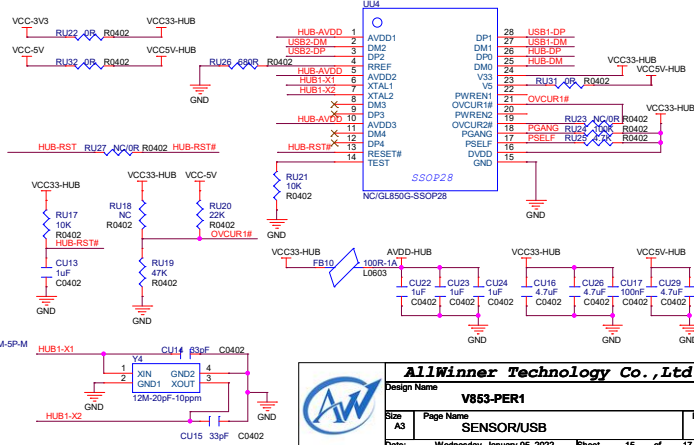 VCC-3V3 RU22 0R R0402 VCC33-HUB
VCC-5V RU32 0R R0402 VCC5V-HUB
RU26 680R R0402
GND
UU4
HUB-AVDD 1 AVDD1 DP1 28 USB1-DP
USB2-DM 2 DM2 DM1 27 USB1-DM
USB2-DP 3 DP2 DP0 26 HUB-DP
4 RREF DM0 25 HUB-DM
HUB-AVDD 5 AVDD2 V33 24 VCC33-HUB
HUB1-X1 6 XTAL1 V5 23 RU31 0R R0402 VCC5V-HUB
HUB1-X2 7 XTAL2 PWREN1 22
8 DM3 OVCUR1# 21 OVCUR1#
9 DP3 PWREN2 20
HUB-AVDD 10 AVDD3 OVCUR2# 19 RU23 NC/0R R0402 VCC33-HUB
11 DM4 PGANG 18 PGANG RU24 100K R0402
12 DP4 PSELF 17 PSELF RU25 4.7K R0402
HUB-RST# 13 RESET# DVDD 16
14 TEST GND 15
SSOP28
NC/GL850G-SSOP28
GND
RU21
10K
R0402
GND
HUB-RST RU27 NC/0R R0402 HUB-RST#
VCC33-HUB
RU17
10K
R0402
HUB-RST#
CU13
1uF
C0402
GND
VCC33-HUB
RU18
NC
R0402
VCC-5V
RU20
22K
R0402
OVCUR1#
RU19
47K
R0402
GND
VCC33-HUB FB10 100R-1A L0603 AVDD-HUB
CU22 1uF C0402
CU23 1uF C0402
CU24 1uF C0402
GND
VCC33-HUB
CU16 4.7uF C0402
CU26 4.7uF C0402
CU17 100nF C0402
GND
VCC5V-HUB
CU29 4.7uF C0402
GND
M-5P-M
HUB1-X1
CU14 33pF C0402
Y4
1 XIN GND2 4
2 GND1 XOUT 3
12M-20pF-10ppm
GND
GND
HUB1-X2
CU15 33pF C0402
AW
AllWinner Technology Co.,Ltd
Design Name
V853-PER1
Size
A3
Page Name
SENSOR/USB
Date: Wednesday, January 05, 2022 Sheet 15 of 17